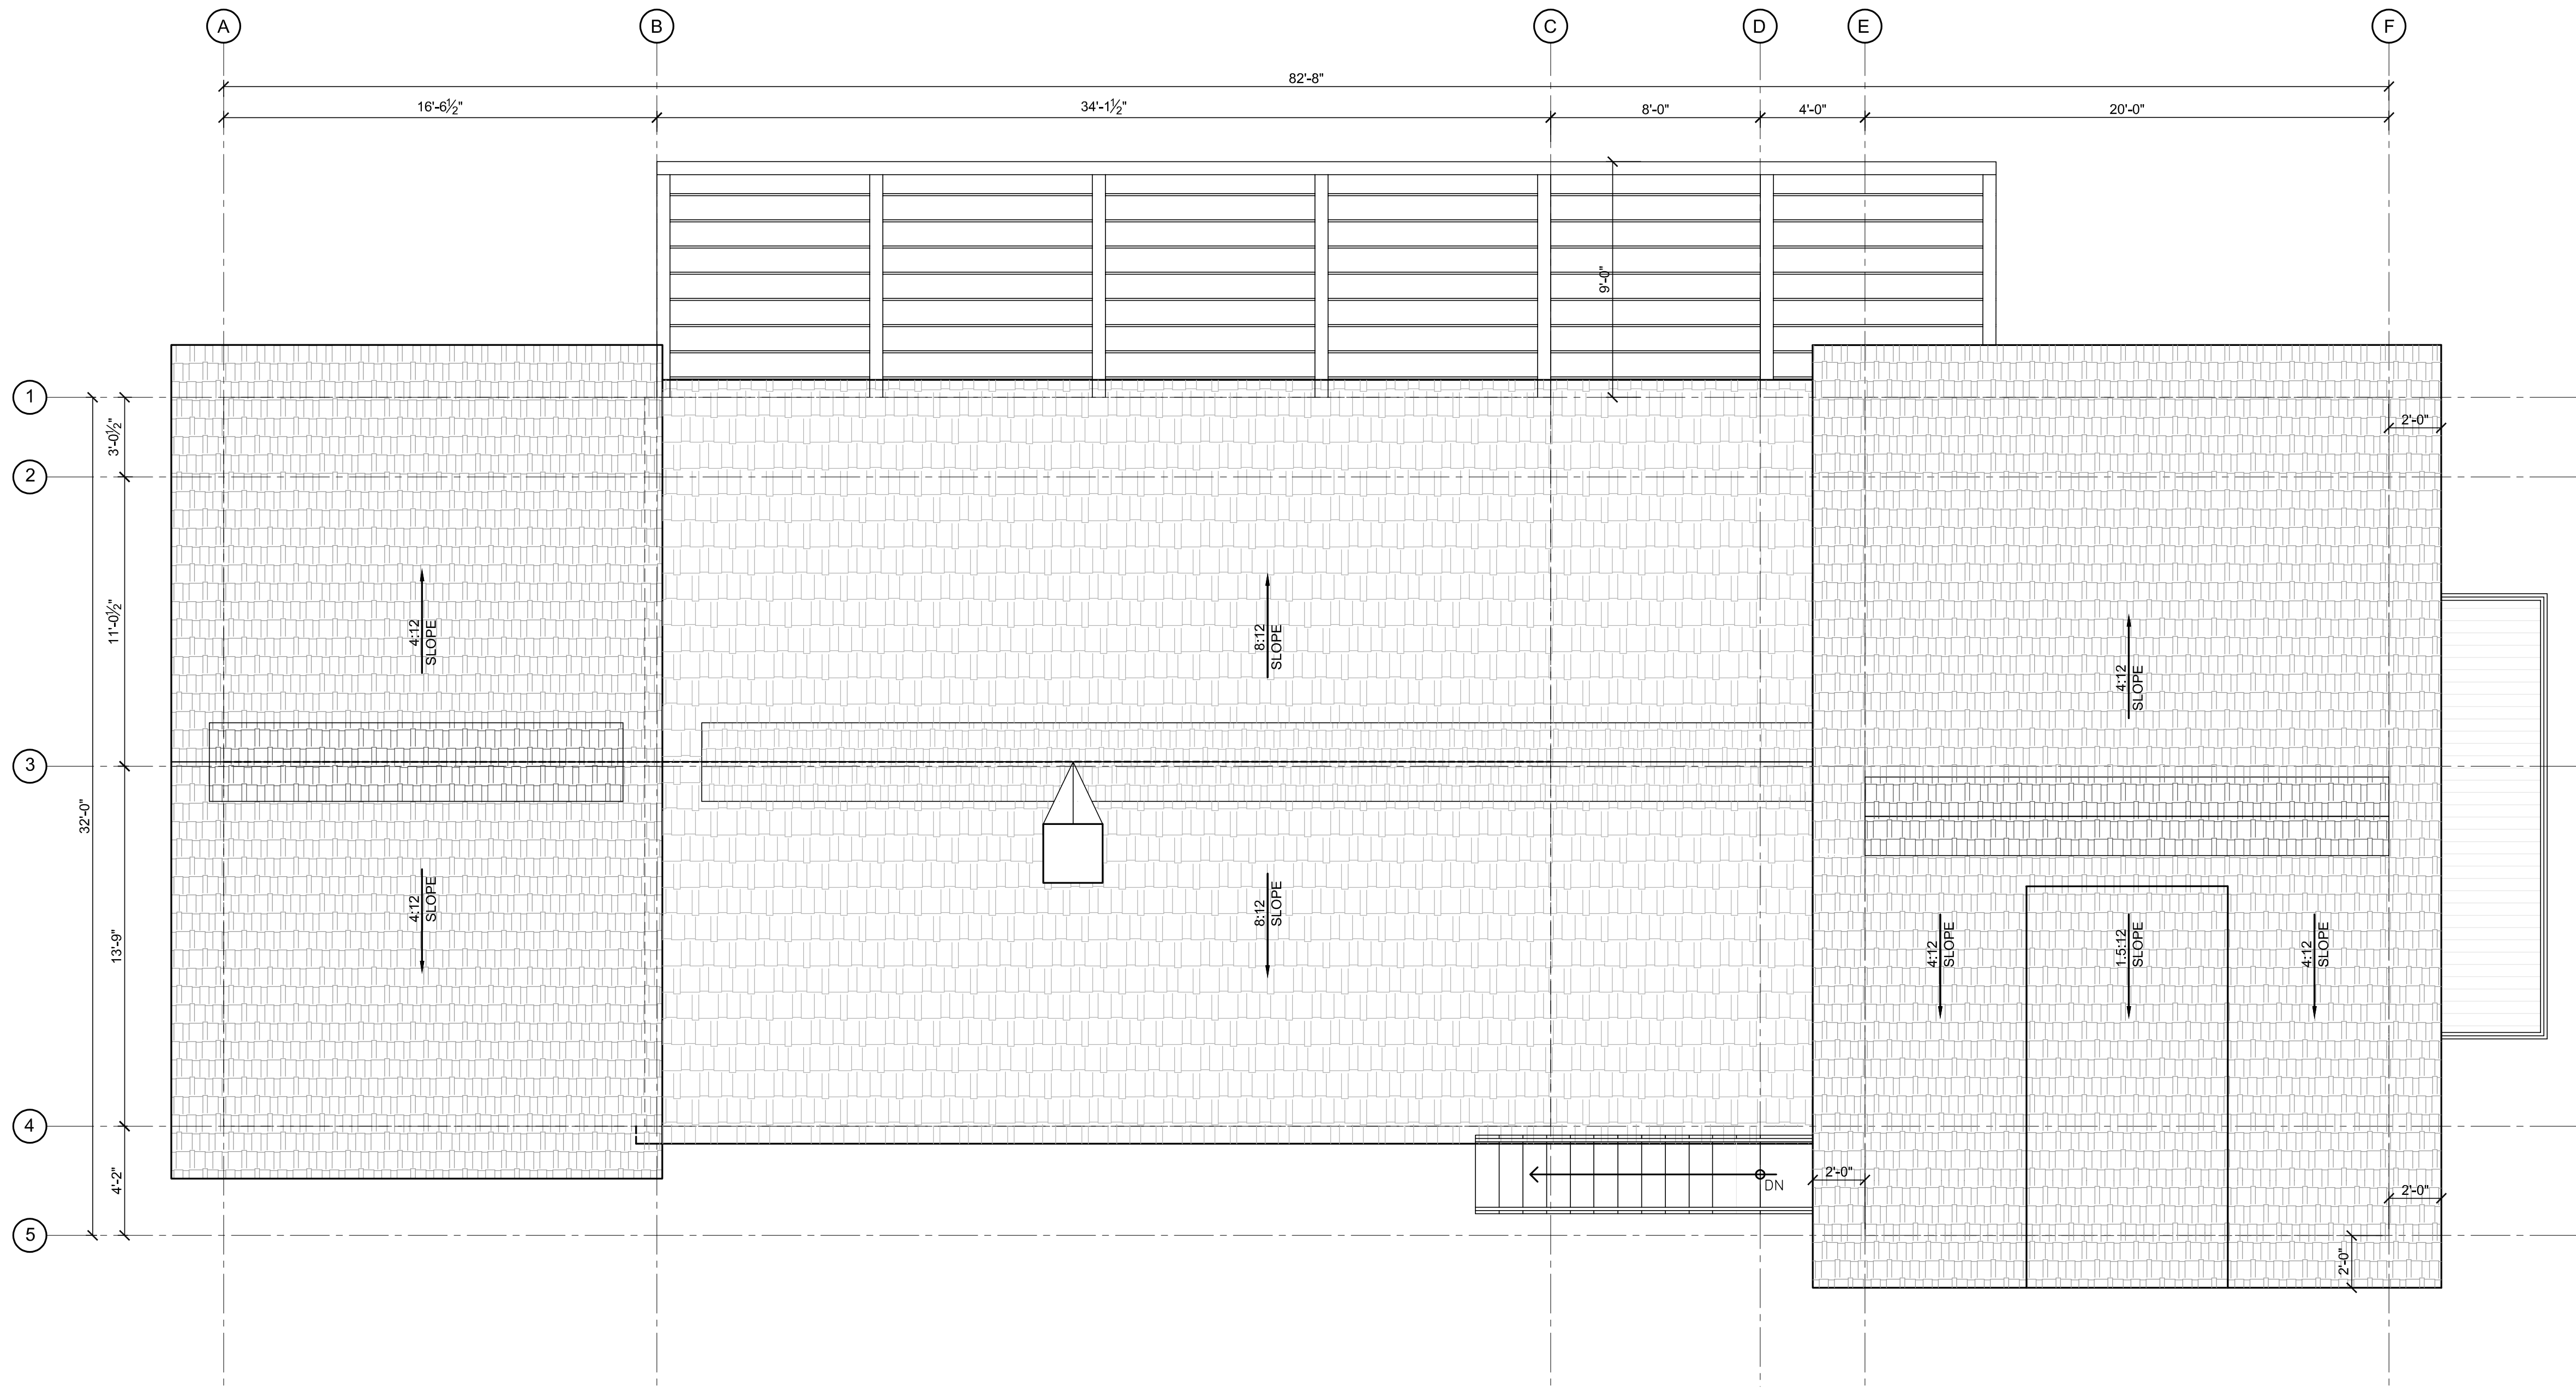 A
B
C
D
E
F
82'-8"
16'-6½"
34'-1½"
8'-0"
4'-0"
20'-0"
9'-0"
1
2'-0"
3'-0½"
2
11'-0½"
4:12
SLOPE
8:12
SLOPE
4:12
SLOPE
3
32'-0"
4:12
SLOPE
8:12
SLOPE
4:12
SLOPE
1.5:12
SLOPE
4:12
SLOPE
13'-9"
4
4'-2"
DN
2'-0"
2'-0"
5
2'-0"